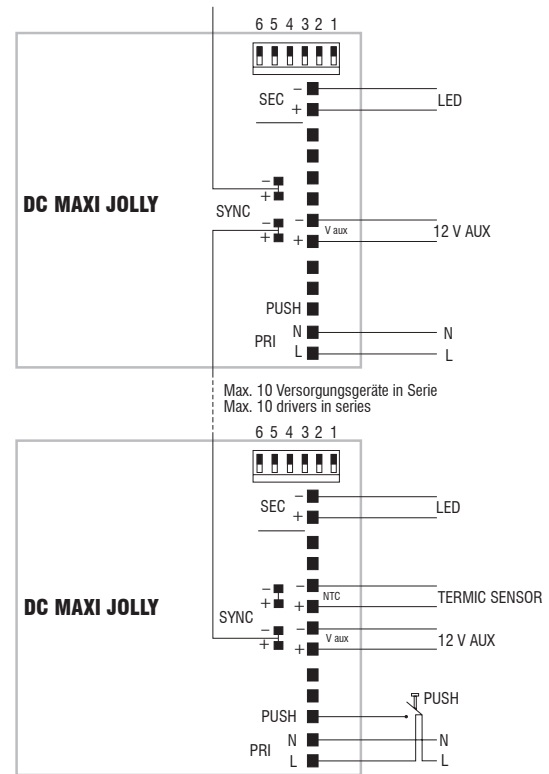 6 5 4 3 2 1
SEC
-
+
LED
DC MAXI JOLLY
SYNC
-
+
-
+
-
+
V aux
12 V AUX
PUSH
PRI
N
L
N
L
Max. 10 Versorgungsgeräte in Serie
Max. 10 drivers in series
6 5 4 3 2 1
SEC
-
+
LED
DC MAXI JOLLY
SYNC
-
+
-
+
-
+
NTC
TERMIC SENSOR
-
+
V aux
12 V AUX
PUSH
PUSH
PRI
N
L
N
L